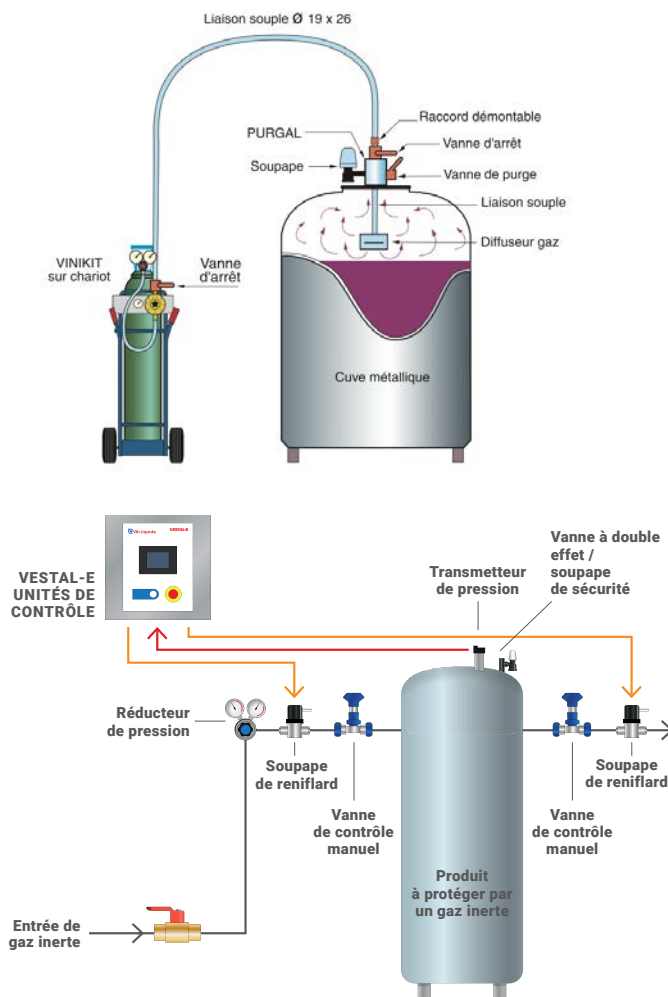 Liaison souple Ø 19 x 26
Raccord démontable
PURGAL
Vanne d'arrêt
Soupape
Vanne de purge
Liaison souple
Diffuseur gaz
VINIKIT
sur chariot
Vanne
d'arrêt
Cuve métallique
Air Liquide
VESTAL-E
VESTAL-E
UNITÉS DE
CONTRÔLE
Transmetteur
de pression
Vanne à double
effet /
soupape
de sécurité
Réducteur
de pression
Soupape
de reniflard
Vanne
de contrôle
manuel
Soupape
de reniflard
Vanne
de contrôle
manuel
Produit
à protéger par
un gaz inerte
Entrée de
gaz inerte